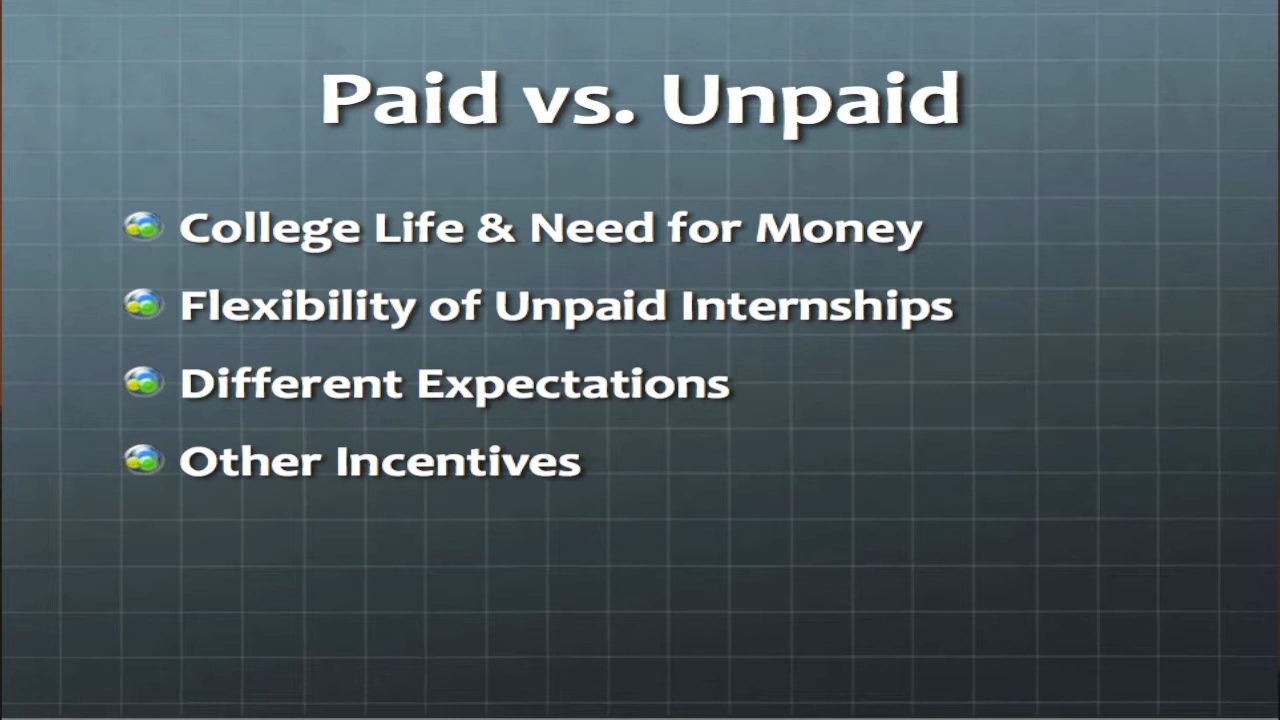 Paid vs. Unpaid
College Life & Need for Money
Flexibility of Unpaid Internships
Different Expectations
Other Incentives